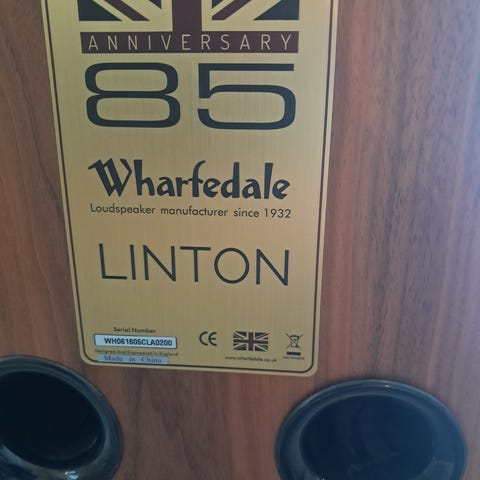 ANNIVERSARY
85
Wharfedale
Loudspeaker manufacturer since 1932
LINTON
Serial Number
WH061605CLA0200
Designed And Engineered In England
Made in China
CE
www.wharfedale.co.uk